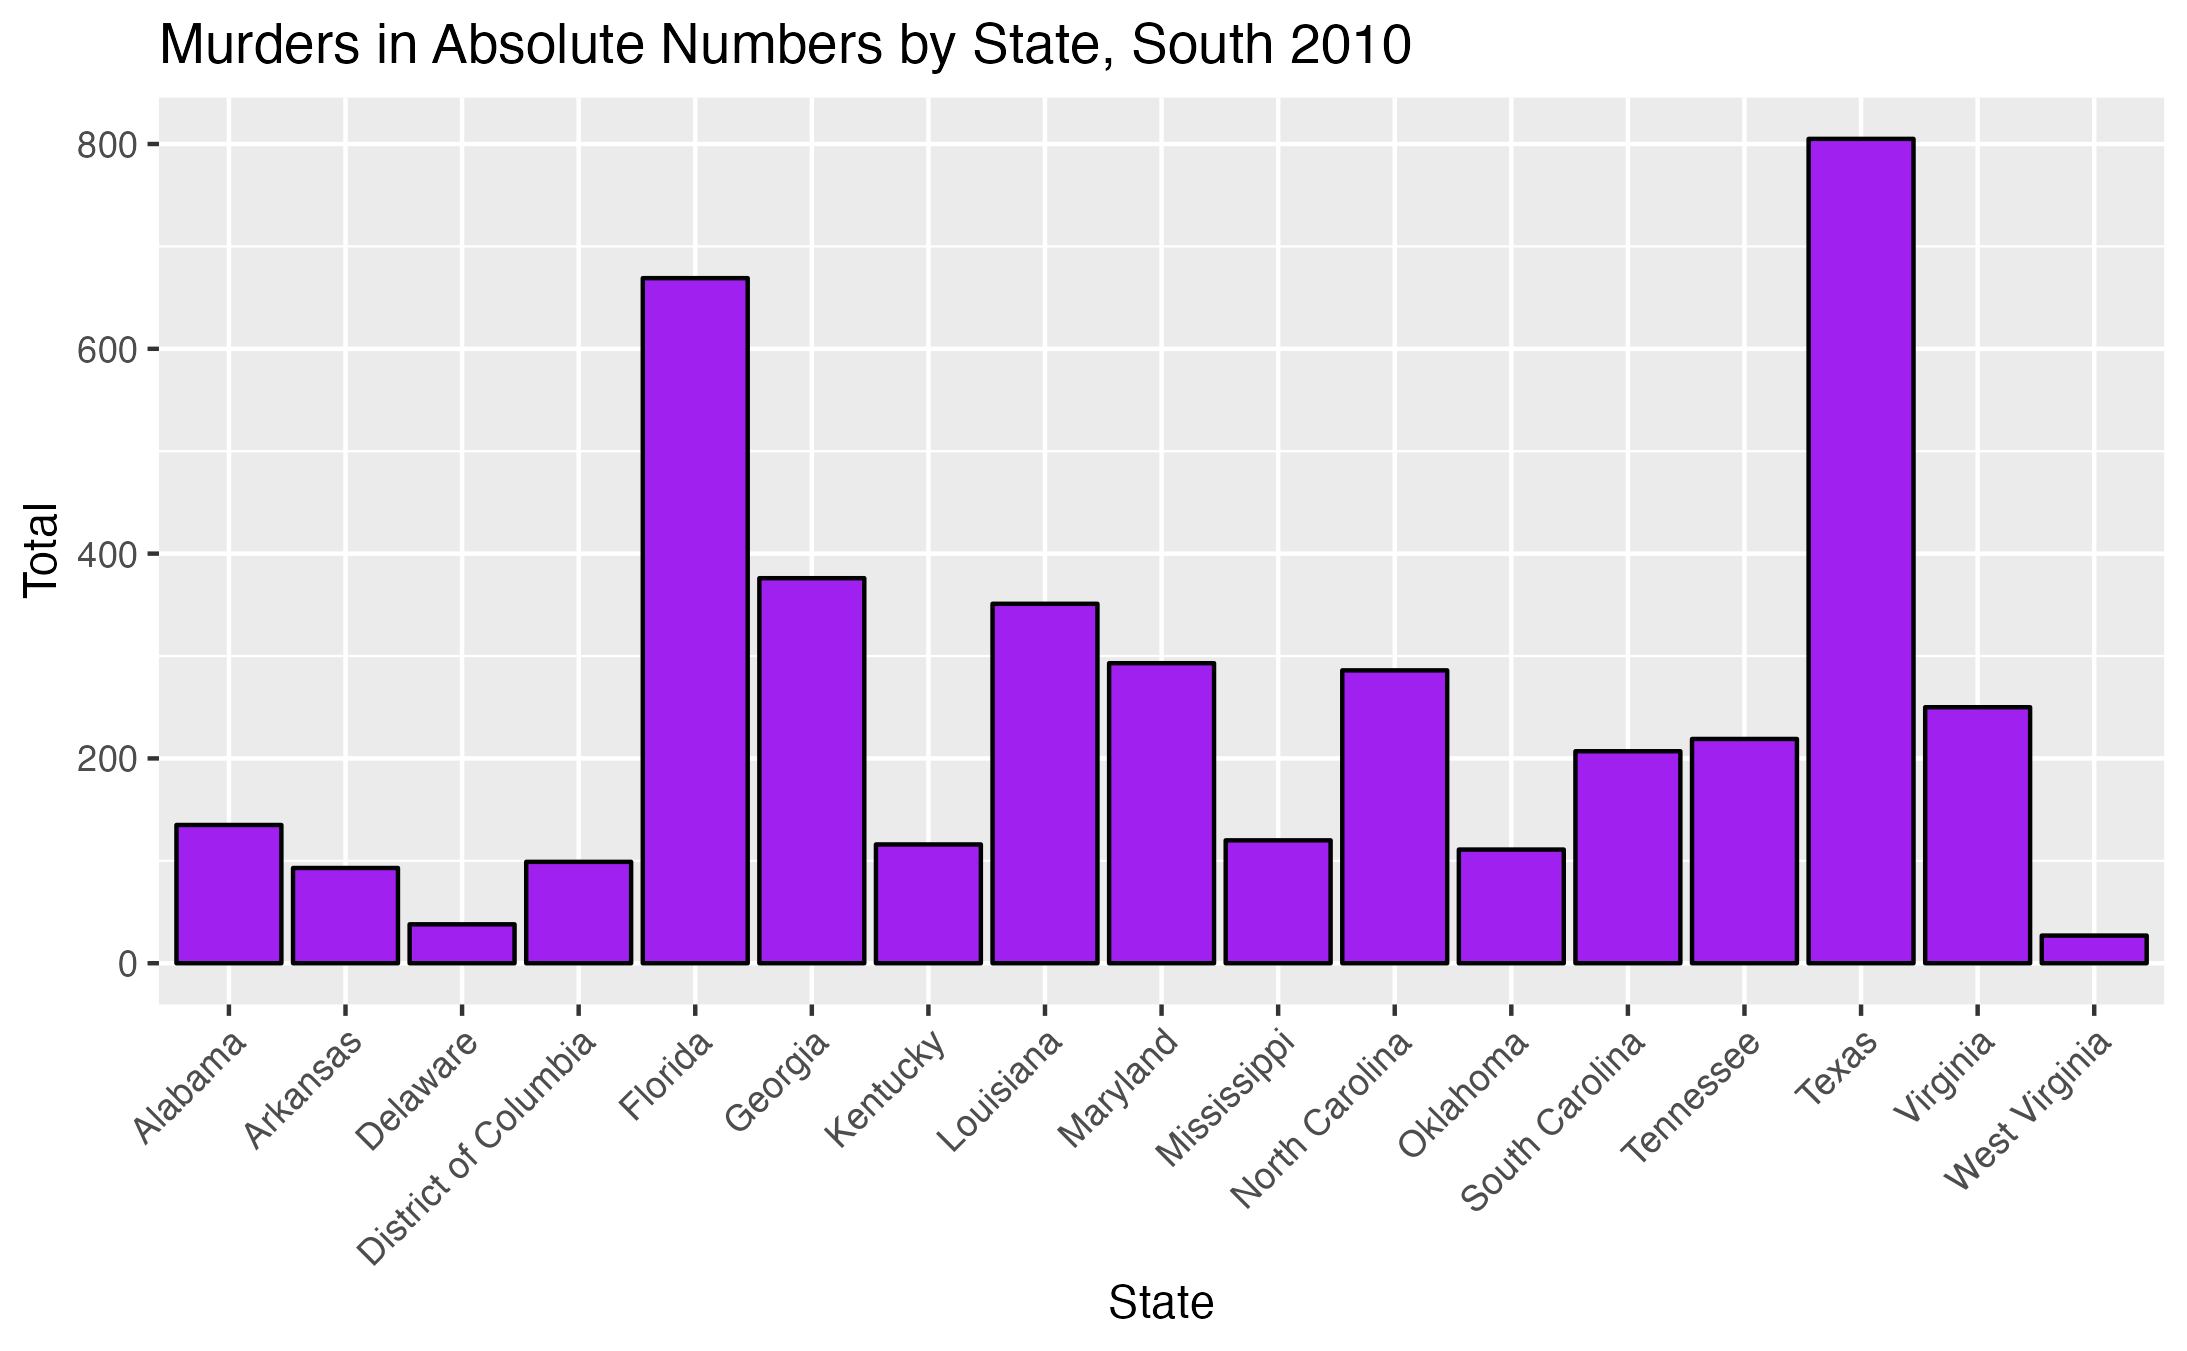 Murders in Absolute Numbers by State, South 2010
Total
800
600
400
200
0
Alabama
Arkansas
Delaware
District of Columbia
Florida
Georgia
Kentucky
Louisiana
Maryland
Mississippi
North Carolina
Oklahoma
South Carolina
Tennessee
Texas
Virginia
West Virginia
State